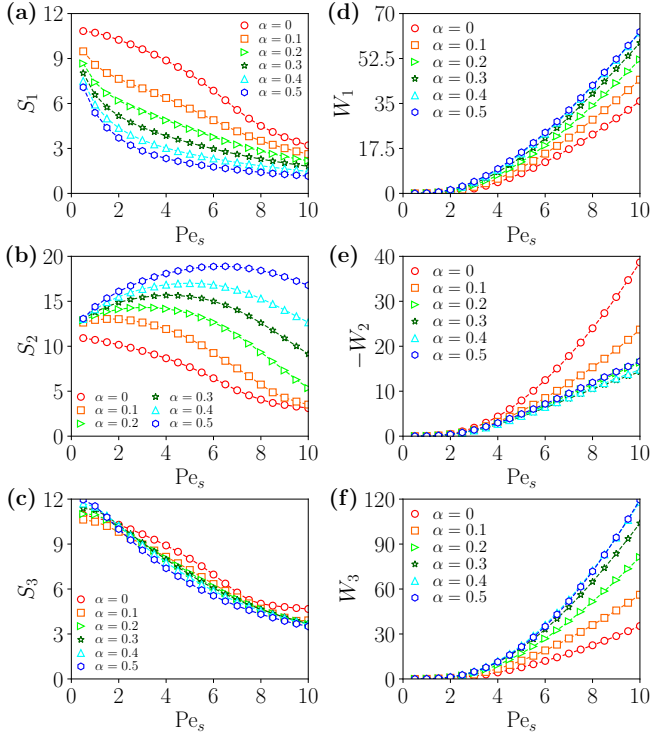 (a)
12
9
6
3
0
S₁
α = 0
α = 0.1
α = 0.2
α = 0.3
α = 0.4
α = 0.5
0 2 4 6 8 10
Peₛ
(d)
70
52.5
35
17.5
0
W₁
α = 0
α = 0.1
α = 0.2
α = 0.3
α = 0.4
α = 0.5
0 2 4 6 8 10
Peₛ
(b)
20
15
10
5
0
S₂
α = 0 α = 0.3
α = 0.1 α = 0.4
α = 0.2 α = 0.5
0 2 4 6 8 10
Peₛ
(e)
40
30
20
10
0
−W₂
α = 0
α = 0.1
α = 0.2
α = 0.3
α = 0.4
α = 0.5
0 2 4 6 8 10
Peₛ
(c)
12
9
6
3
0
S₃
α = 0
α = 0.1
α = 0.2
α = 0.3
α = 0.4
α = 0.5
0 2 4 6 8 10
Peₛ
(f)
120
90
60
30
0
W₃
α = 0
α = 0.1
α = 0.2
α = 0.3
α = 0.4
α = 0.5
0 2 4 6 8 10
Peₛ